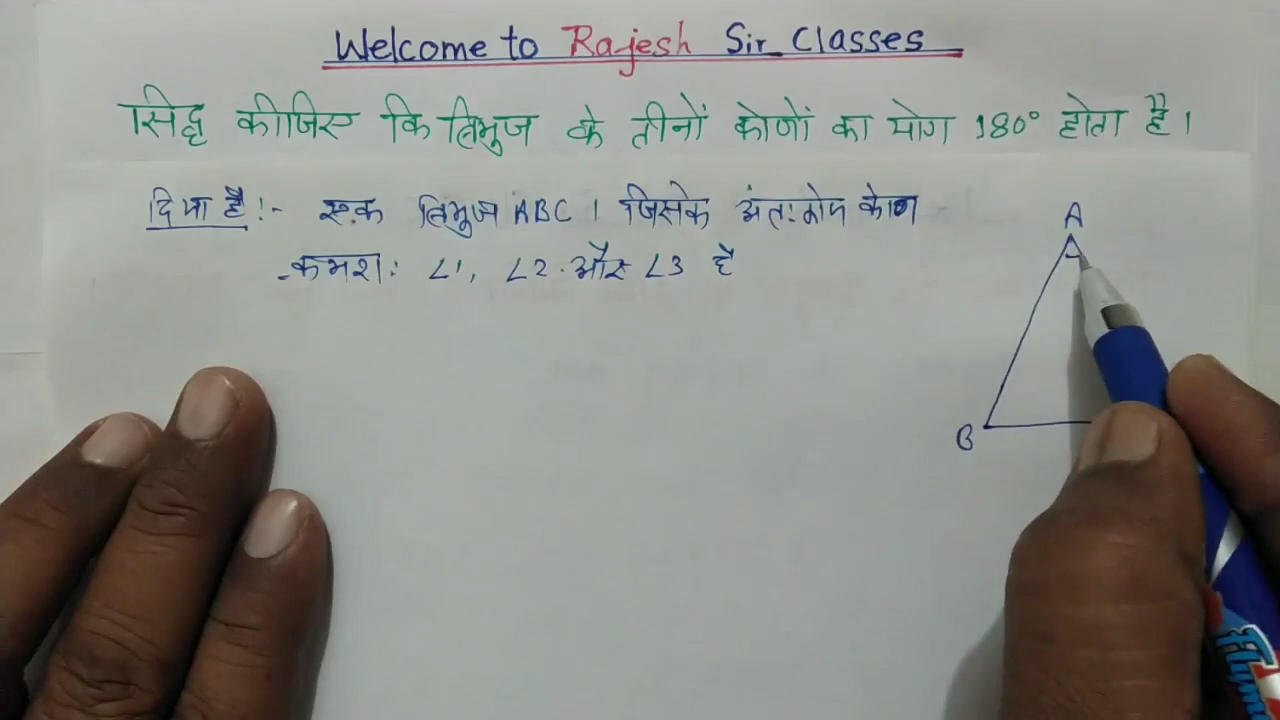 Welcome to Rajesh Sir Classes
सिद्ध कीजिए कि त्रिभुज के तीनों कोणों का योग 180° होता है।
दिया है:- एक त्रिभुज ABC। जिसके अंतः कोण
क्रमशः ∠1, ∠2 और ∠3 है
A
B